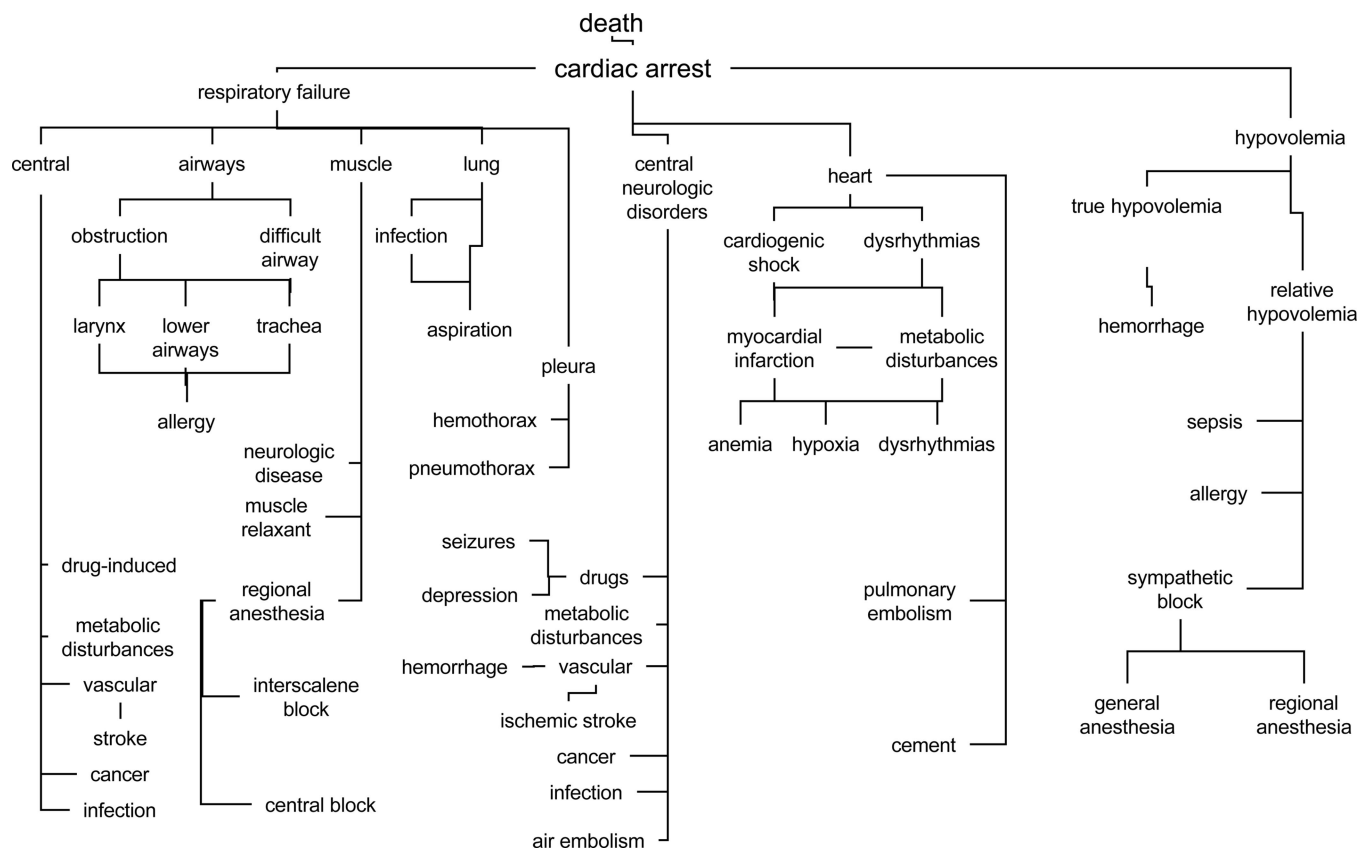 death
cardiac arrest
respiratory failure
hypovolemia
central
airways
muscle
lung
central
neurologic
disorders
heart
true hypovolemia
obstruction
difficult
airway
infection
cardiogenic
shock
dysrhythmias
relative
hypovolemia
larynx
lower
airways
trachea
aspiration
myocardial
infarction
metabolic
disturbances
hemorrhage
pleura
allergy
hemothorax
pneumothorax
anemia
hypoxia
dysrhythmias
sepsis
allergy
neurologic
disease
muscle
relaxant
seizures
drugs
depression
drug-induced
regional
anesthesia
metabolic
disturbances
pulmonary
embolism
sympathetic
block
metabolic
disturbances
hemorrhage
vascular
ischemic stroke
vascular
stroke
interscalene
block
general
anesthesia
regional
anesthesia
cement
cancer
cancer
infection
infection
central block
air embolism